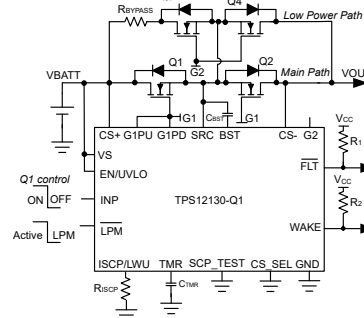 Q4
RBYPASS
Low Power Path
G2
VBATT
Q1
Q2
Main Path
VOU
G1
CBST
G1
VCC
CS+
G1PU
G1PD
SRC
BST
CS-
G2
R1
VS
EN/UVLO
FLT
Q1 control
ON
OFF
VCC
R2
INP
TPS12130-Q1
Active
LPM
LPM
WAKE
ISCP/LWU
TMR
SCP_TEST
CS_SEL
GND
RISCP
CTMR